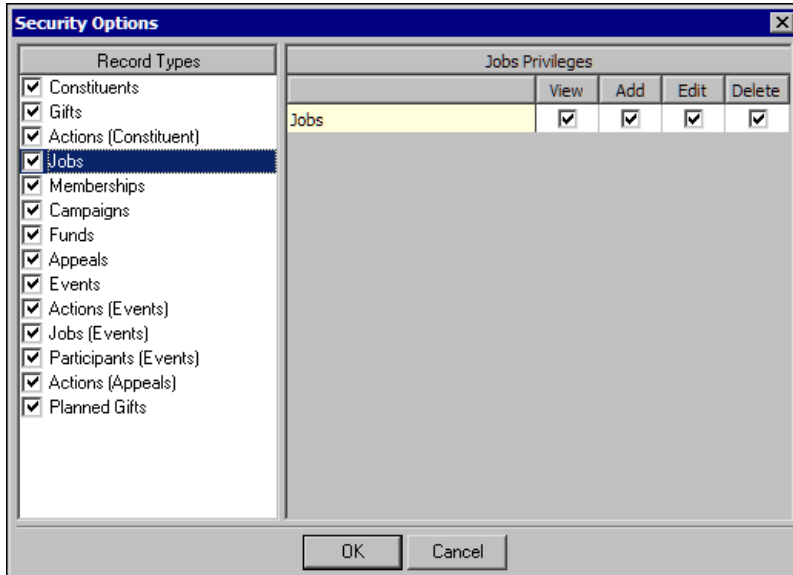 Security Options
Record Types
Constituents
Gifts
Actions (Constituent)
Jobs
Memberships
Campaigns
Funds
Appeals
Events
Actions (Events)
Jobs (Events)
Participants (Events)
Actions (Appeals)
Planned Gifts
Jobs Privileges
View Add Edit Delete
Jobs
OK Cancel